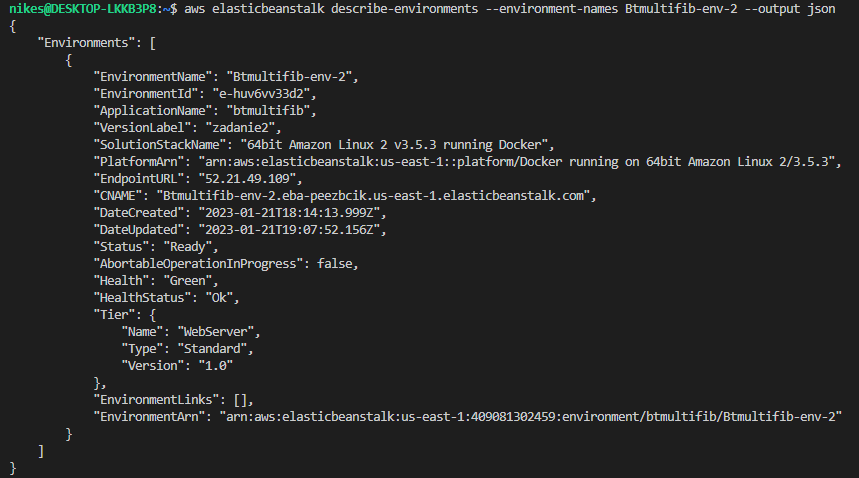 nikes@DESKTOP-LKKB3P8:~$ aws elasticbeanstalk describe-environments --environment-names Btmultifib-env-2 --output json
{
    "Environments": [
        {
            "EnvironmentName": "Btmultifib-env-2",
            "EnvironmentId": "e-huv6vv33d2",
            "ApplicationName": "btmultifib",
            "VersionLabel": "zadanie2",
            "SolutionStackName": "64bit Amazon Linux 2 v3.5.3 running Docker",
            "PlatformArn": "arn:aws:elasticbeanstalk:us-east-1::platform/Docker running on 64bit Amazon Linux 2/3.5.3",
            "EndpointURL": "52.21.49.109",
            "CNAME": "Btmultifib-env-2.eba-peezbcik.us-east-1.elasticbeanstalk.com",
            "DateCreated": "2023-01-21T18:14:13.999Z",
            "DateUpdated": "2023-01-21T19:07:52.156Z",
            "Status": "Ready",
            "AbortableOperationInProgress": false,
            "Health": "Green",
            "HealthStatus": "Ok",
            "Tier": {
                "Name": "WebServer",
                "Type": "Standard",
                "Version": "1.0"
            },
            "EnvironmentLinks": [],
            "EnvironmentArn": "arn:aws:elasticbeanstalk:us-east-1:409081302459:environment/btmultifib/Btmultifib-env-2"
        }
    ]
}